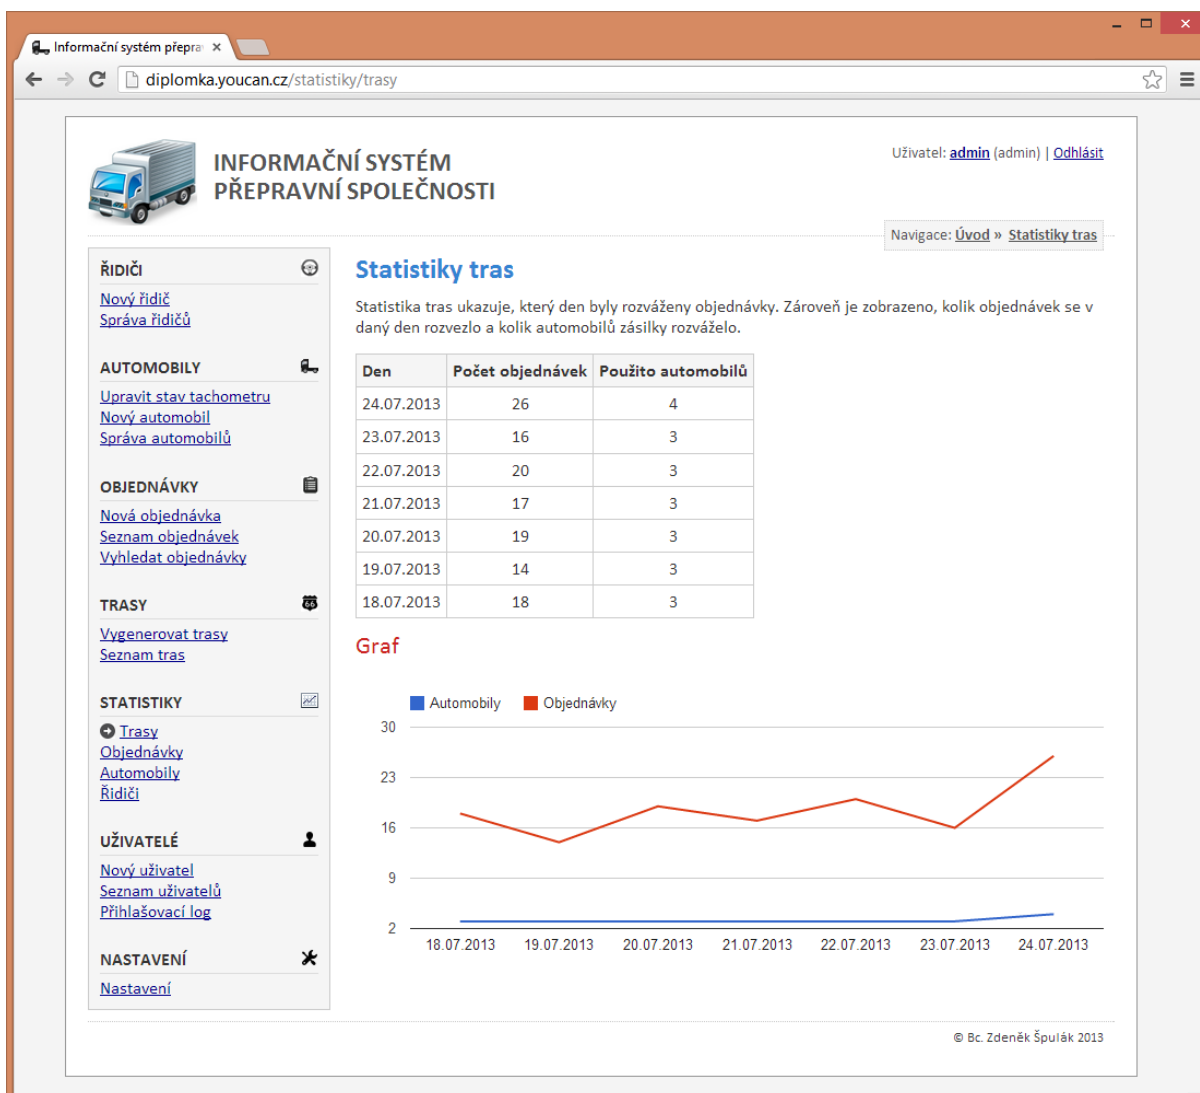 Informační systém přepra
diplomka.youcan.cz/statistiky/trasy
INFORMAČNÍ SYSTÉM
PŘEPRAVNÍ SPOLEČNOSTI
Uživatel: admin (admin) | Odhlásit
Navigace: Úvod » Statistiky tras
ŘIDIČI
Nový řidič
Správa řidičů
AUTOMOBILY
Upravit stav tachometru
Nový automobil
Správa automobilů
OBJEDNÁVKY
Nová objednávka
Seznam objednávek
Vyhledat objednávky
TRASY
66
Vygenerovat trasy
Seznam tras
STATISTIKY
Trasy
Objednávky
Automobily
Řidiči
UŽIVATELÉ
Nový uživatel
Seznam uživatelů
Přihlašovací log
NASTAVENÍ
Nastavení
Statistiky tras
Statistika tras ukazuje, který den byly rozváženy objednávky. Zároveň je zobrazeno, kolik objednávek se v
daný den rozvezlo a kolik automobilů zásilky rozváželo.
Den Počet objednávek Použito automobilů
24.07.2013 26 4
23.07.2013 16 3
22.07.2013 20 3
21.07.2013 17 3
20.07.2013 19 3
19.07.2013 14 3
18.07.2013 18 3
Graf
Automobily Objednávky
30
23
16
9
2
18.07.2013 19.07.2013 20.07.2013 21.07.2013 22.07.2013 23.07.2013 24.07.2013
© Bc. Zdeněk Špulák 2013